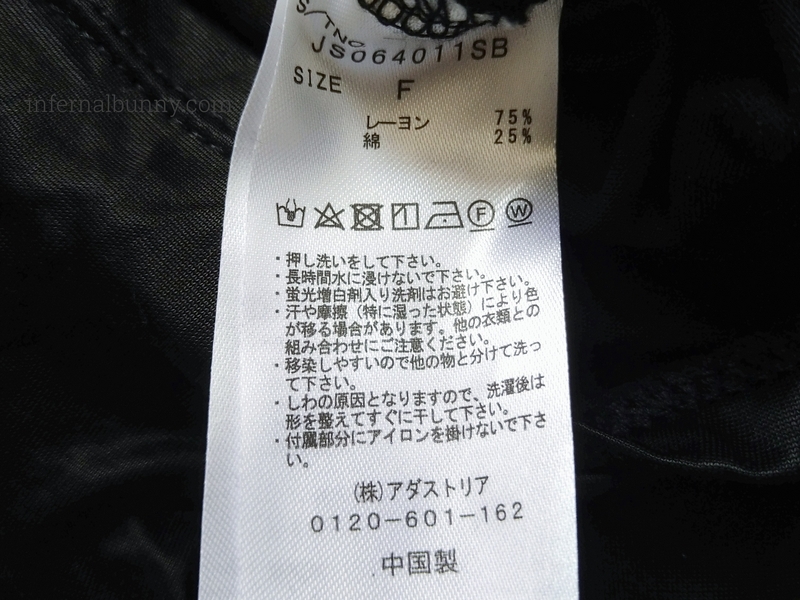 S/TNO
JS064011SB
SIZE F
infernalbunny.com
レーヨン 75%
綿 25%
F W
・押し洗いをして下さい。
・長時間水に浸けないで下さい。
・蛍光増白剤入り洗剤はお避け下さい。
・汗や摩擦（特に湿った状態）により色
が移る場合があります。他の衣類との
組み合わせにご注意ください。
・移染しやすいので他の物と分けて洗っ
て下さい。
・しわの原因となりますので、洗濯後は
形を整えてすぐに干して下さい。
・付属部分にアイロンを掛けないで下さ
い。
(株)アダストリア
0120-601-162
中国製